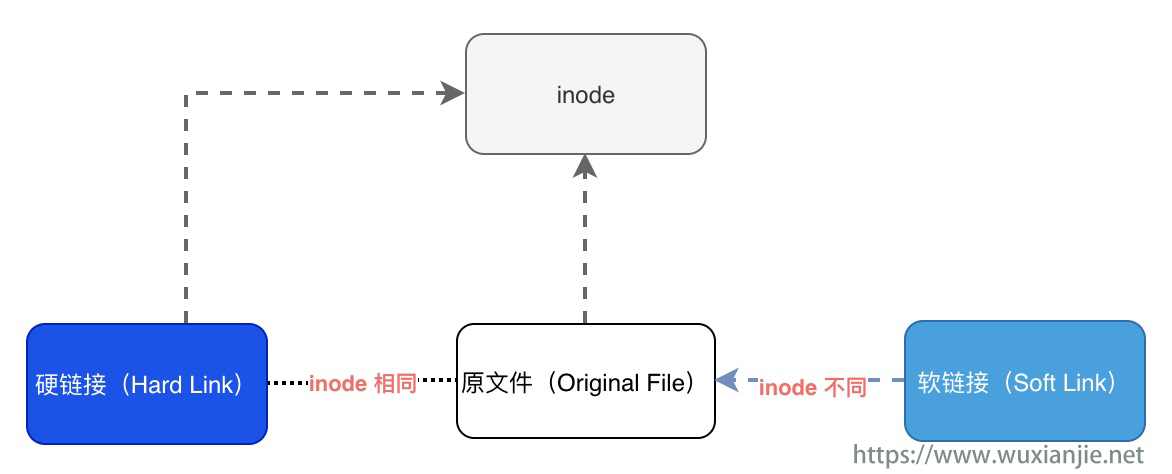 inode
硬链接（Hard Link）
inode 相同
原文件（Original File）
inode 不同
软链接（Soft Link）
https://www.wuxianjie.net